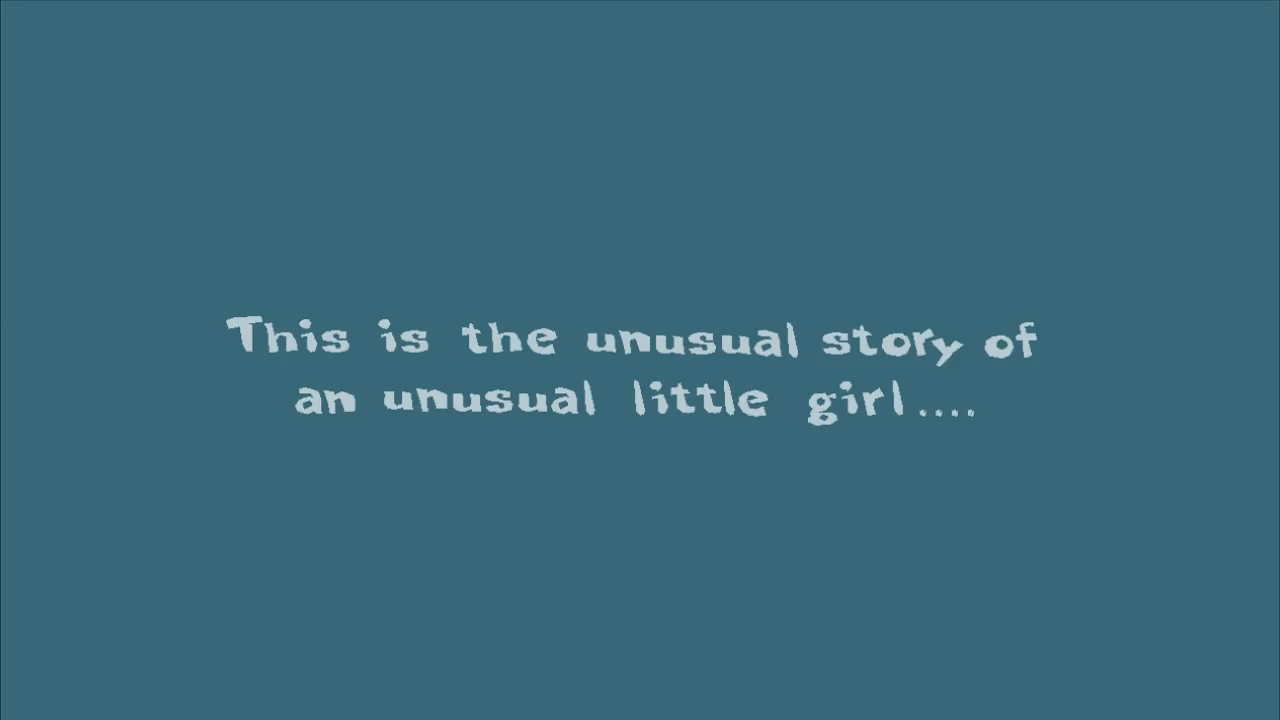 This is the unusual story of
an unusual little girl....